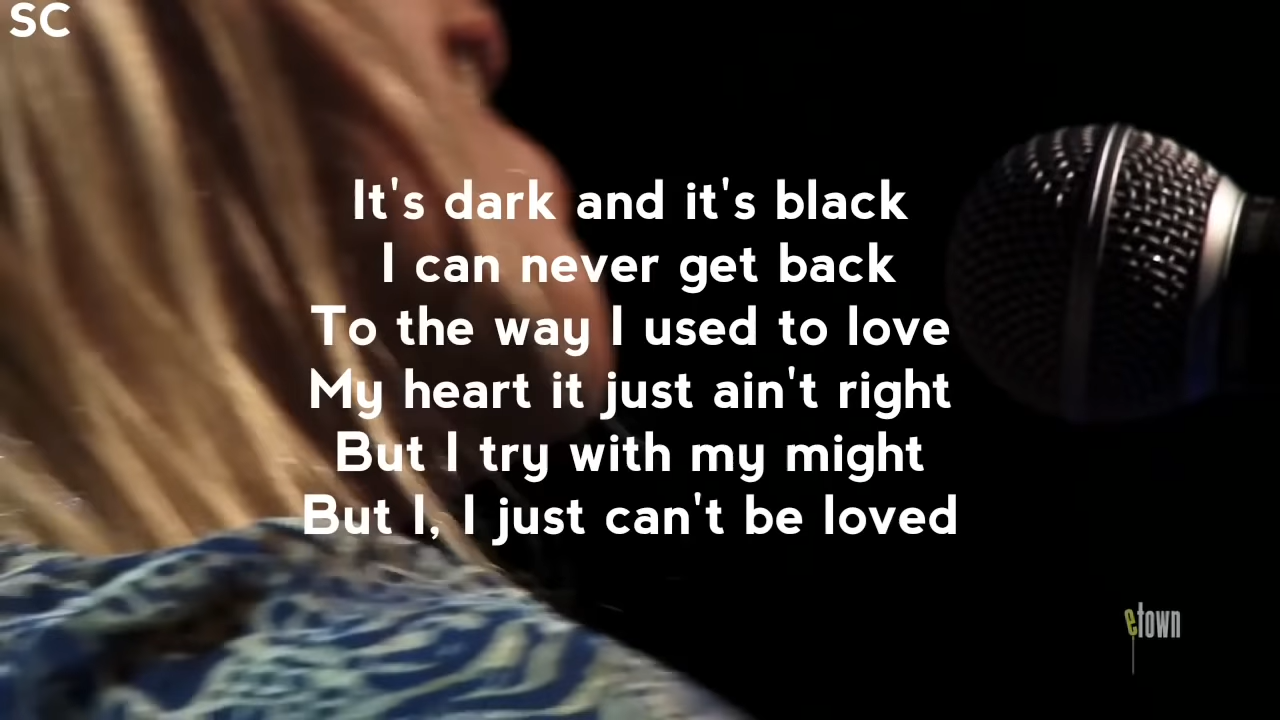 SC
It's dark and it's black
I can never get back
To the way I used to love
My heart it just ain't right
But I try with my might
But I, I just can't be loved
etown